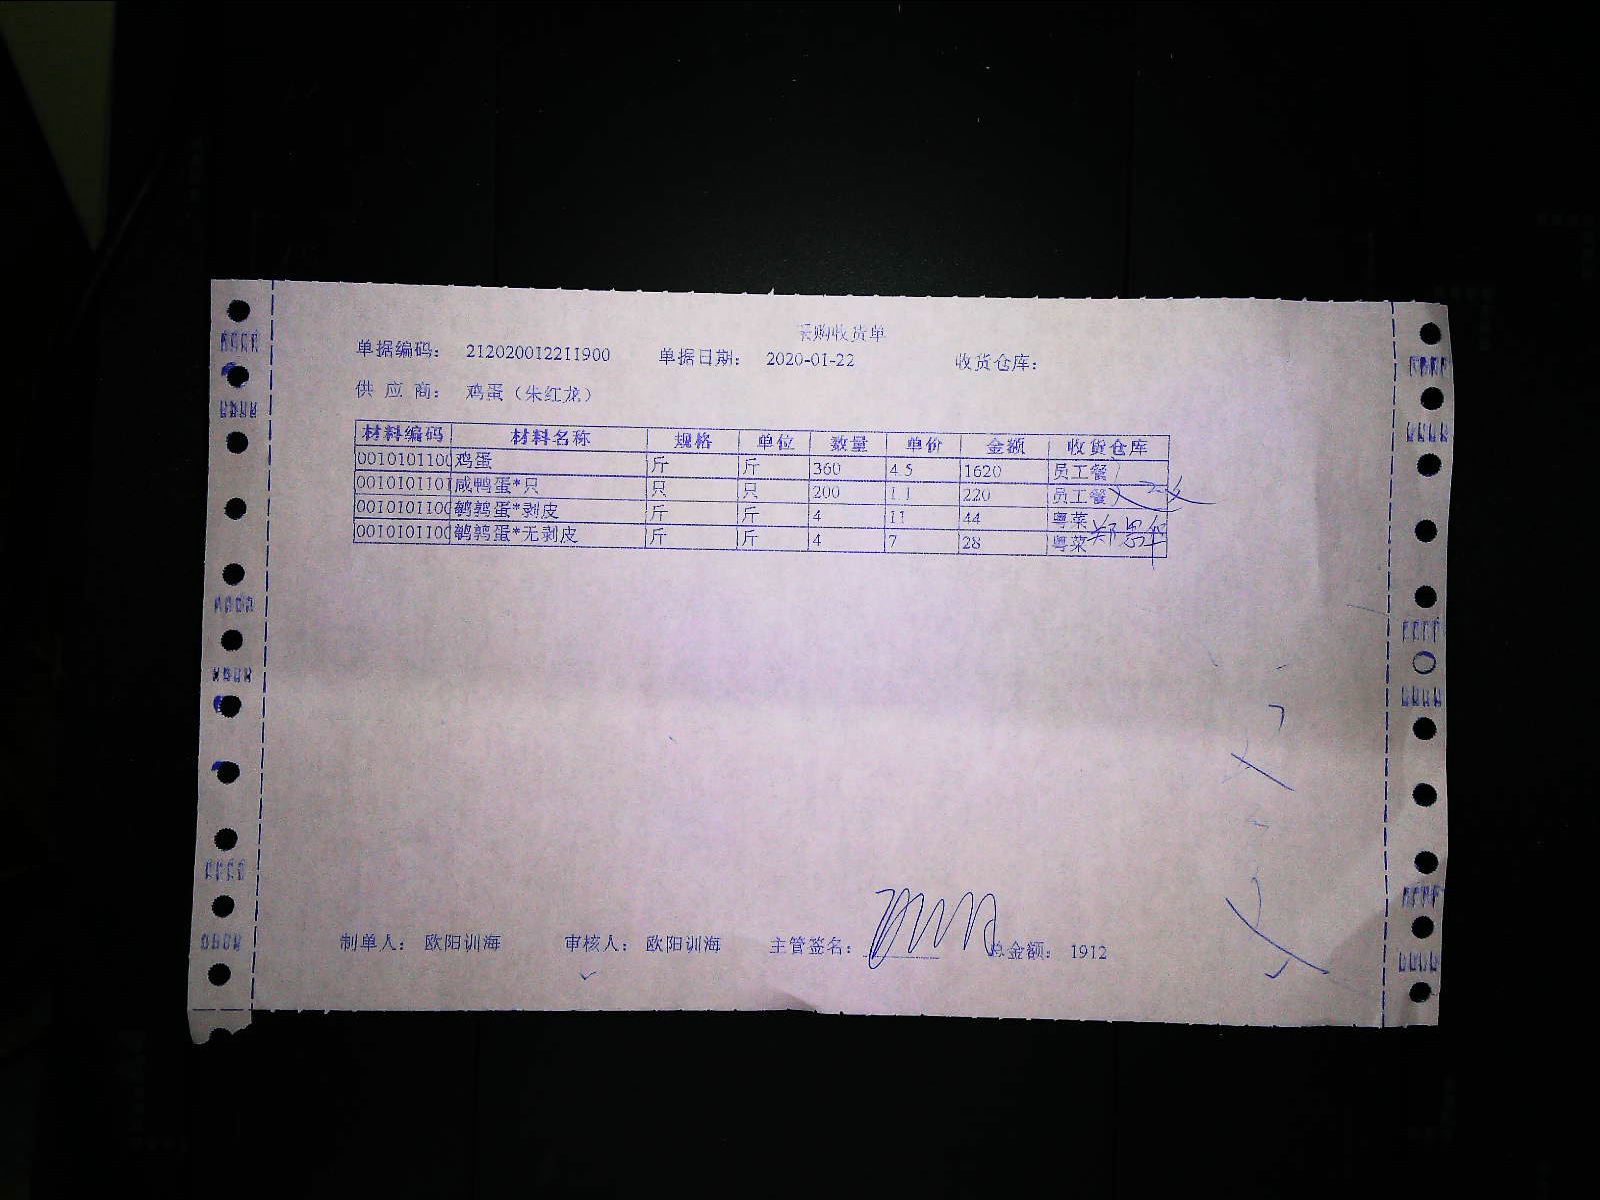 采购收货单
单据编码： 212020012211900 单据日期： 2020-01-22 收货仓库：
供 应 商： 鸡蛋（朱红龙）
材料编码 材料名称 规格 单位 数量 单价 金额 收货仓库
0010101100 鸡蛋 斤 斤 360 4.5 1620 员工餐
0010101101 咸鸭蛋*只 只 只 200 1.1 220 员工餐
0010101100 鹌鹑蛋*剥皮 斤 斤 4 11 44 粤菜
0010101100 鹌鹑蛋*无剥皮 斤 斤 4 7 28 粤菜
制单人： 欧阳训海 审核人： 欧阳训海 主管签名： 总金额： 1912